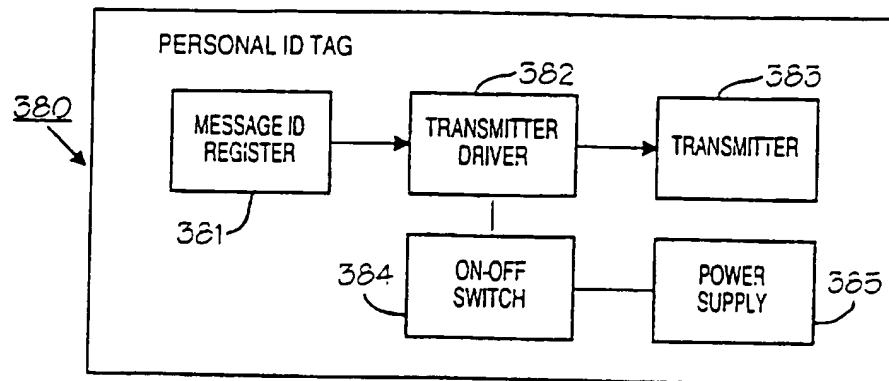 PERSONAL ID TAG
380
382
383
MESSAGE ID
REGISTER
TRANSMITTER
DRIVER
TRANSMITTER
381
384
ON-OFF
SWITCH
POWER
SUPPLY
385